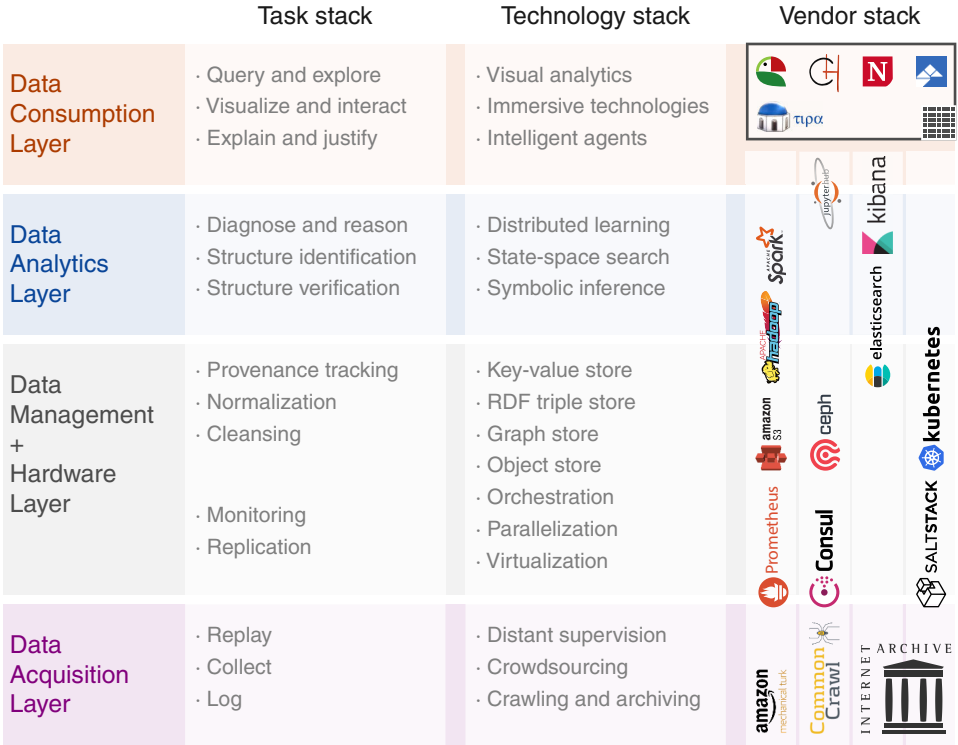 Task stack
Technology stack
Vendor stack
Data
Consumption
Layer
· Query and explore
· Visualize and interact
· Explain and justify
· Visual analytics
· Immersive technologies
· Intelligent agents
N
τιρα
Data
Analytics
Layer
· Diagnose and reason
· Structure identification
· Structure verification
· Distributed learning
· State-space search
· Symbolic inference
jupyterhub
kibana
APACHE
Spark
elasticsearch
APACHE
hadoop
Data
Management
+
Hardware
Layer
· Provenance tracking
· Normalization
· Cleansing
· Monitoring
· Replication
· Key-value store
· RDF triple store
· Graph store
· Object store
· Orchestration
· Parallelization
· Virtualization
kubernetes
amazon
S3
ceph
Prometheus
Consul
SALTSTACK
Data
Acquisition
Layer
· Replay
· Collect
· Log
· Distant supervision
· Crowdsourcing
· Crawling and archiving
amazon
mechanical turk
Common
Crawl
INTERNET
ARCHIVE